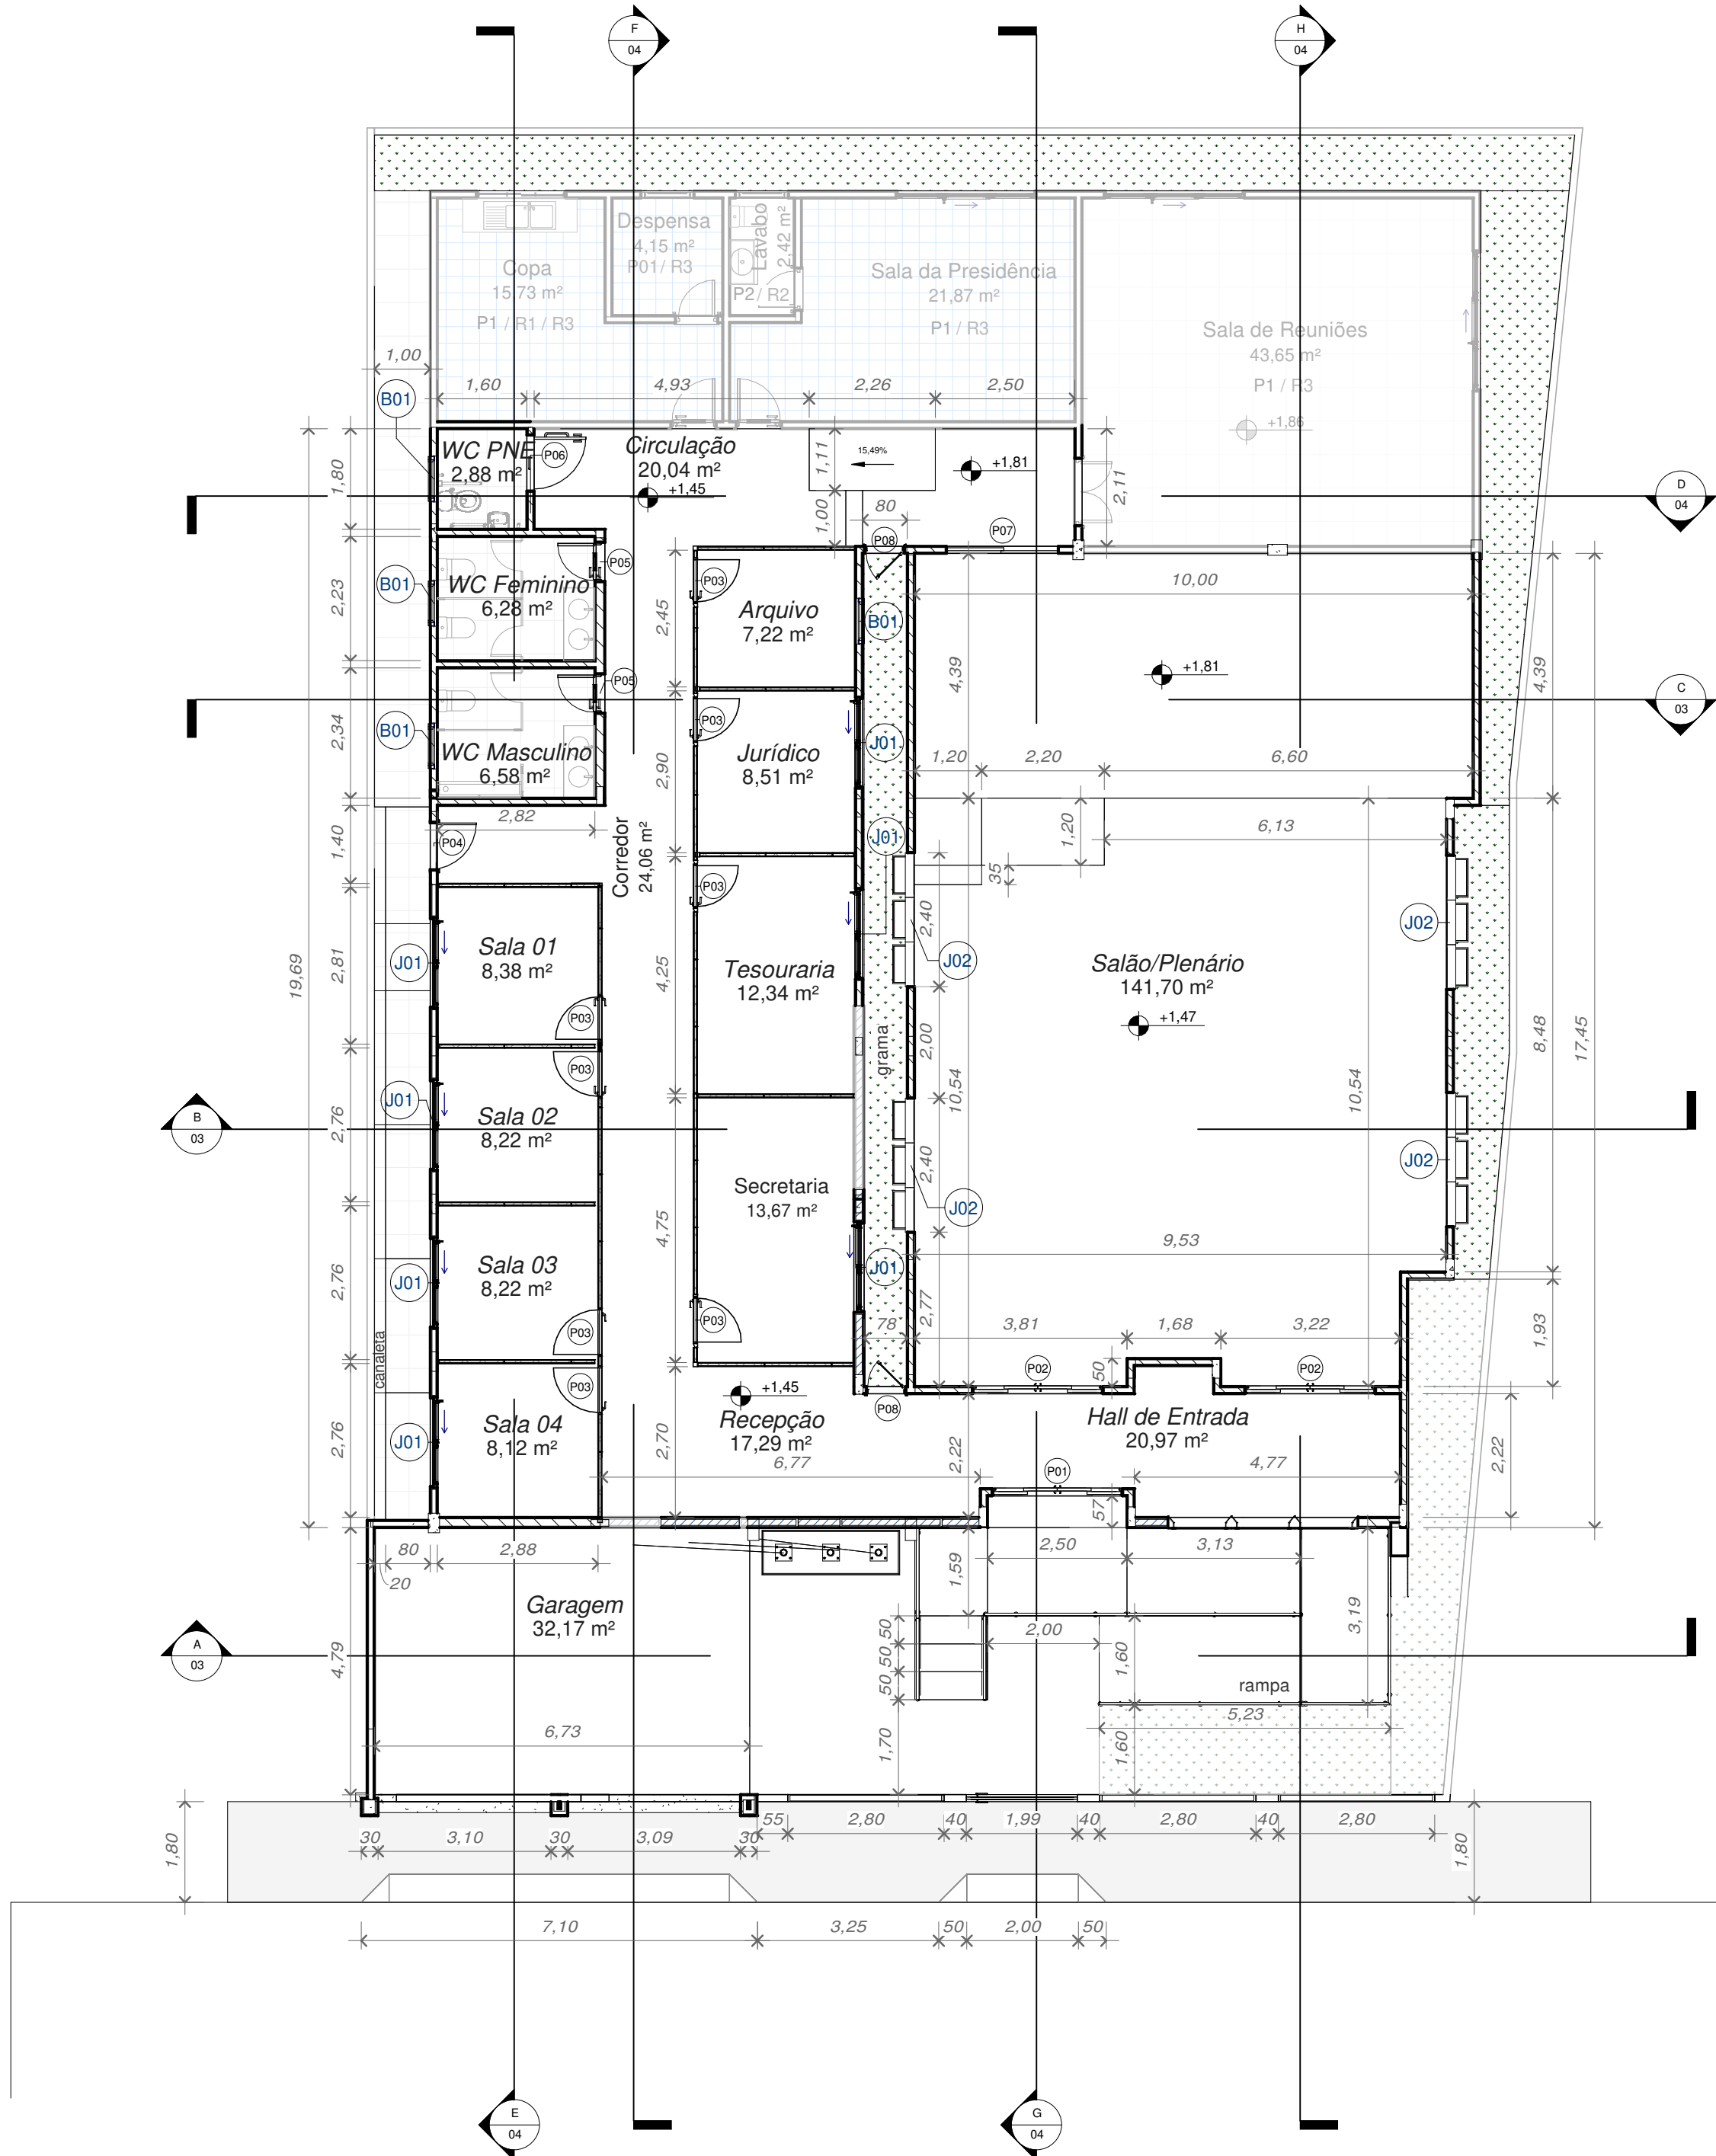 F
04
H
04
Despensa
4,15 m²
P01/ R3
Lavabo
2,42 m²
P2 / R2
Copa
15,73 m²
P1 / R1 / R3
Sala da Presidência
21,87 m²
P1 / R3
Sala de Reuniões
43,65 m²
P1 / R3
+1,86
1,00
1,60
4,93
2,26
2,50
B01
WC PNE
2,88 m²
P06
Circulação
20,04 m²
+1,45
1,11
15,49%
+1,81
2,11
1,80
1,00
80
P08
P07
D
04
B01
WC Feminino
6,28 m²
P05
2,23
P03
Arquivo
7,22 m²
2,45
B01
10,00
4,39
+1,81
4,39
P05
C
03
B01
WC Masculino
6,58 m²
2,34
P03
Jurídico
8,51 m²
2,90
J01
1,20
2,20
6,60
2,82
P04
1,40
Corredor
24,06 m²
J01
1,20
6,13
35
P03
2,40
J02
J02
19,69
2,81
J01
Sala 01
8,38 m²
P03
4,25
Tesouraria
12,34 m²
Salão/Plenário
141,70 m²
+1,47
grama
2,00
10,54
10,54
8,48
17,45
P03
B
03
J01
2,76
Sala 02
8,22 m²
2,40
J02
J02
Secretaria
13,67 m²
4,75
9,53
J01
2,76
J01
Sala 03
8,22 m²
P03
P03
2,77
78
3,81
1,68
3,22
1,93
canaleta
50
P02
P02
P03
+1,45
P08
J01
2,76
Sala 04
8,12 m²
2,70
Recepção
17,29 m²
6,77
2,22
Hall de Entrada
20,97 m²
P01
4,77
2,22
57
80
2,88
20
2,50
3,13
1,59
Garagem
32,17 m²
A
03
4,79
50
50
50
2,00
1,60
3,19
rampa
5,23
6,73
1,70
1,60
1,80
30
3,10
30
3,09
30
55
2,80
40
1,99
40
2,80
40
2,80
1,80
7,10
3,25
50
2,00
50
E
04
G
04